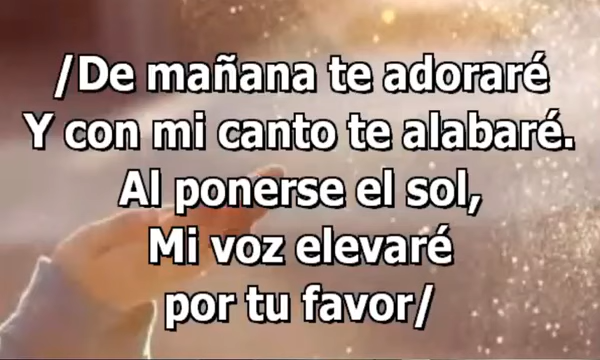 /De mañana te adoraré
Y con mi canto te alabaré.
Al ponerse el sol,
Mi voz elevaré
por tu favor/